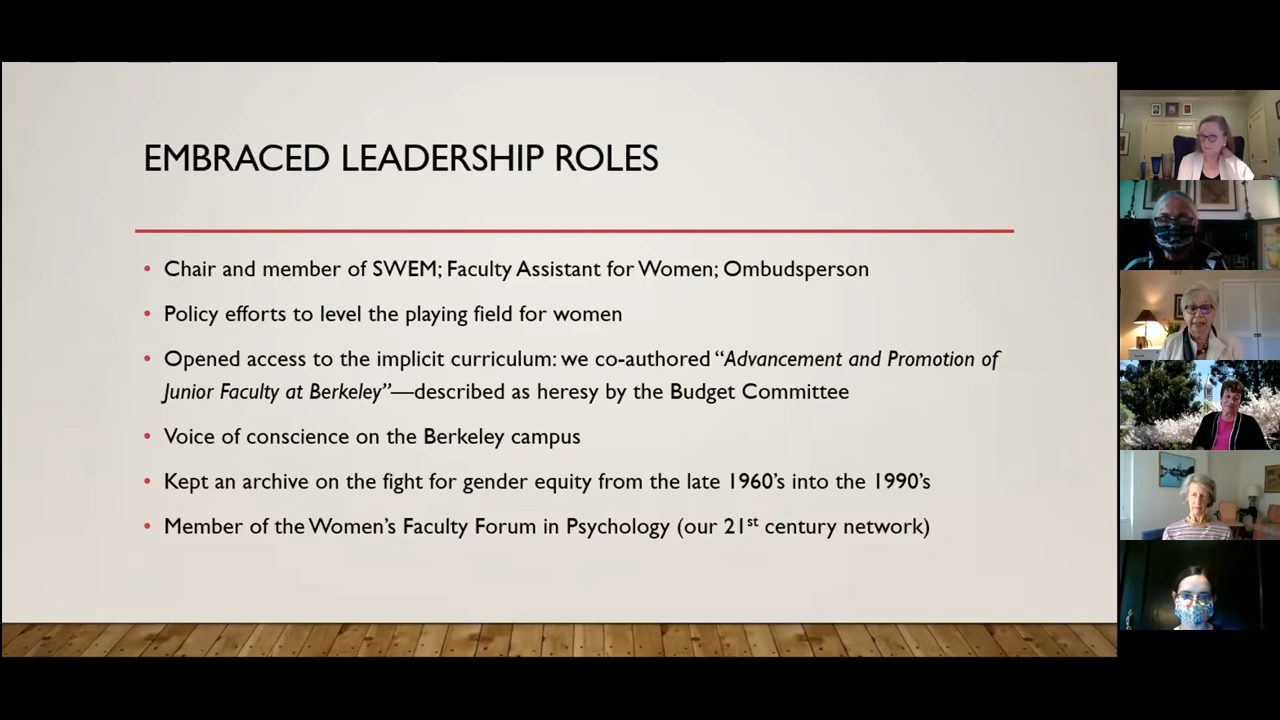 EMBRACED LEADERSHIP ROLES
• Chair and member of SWEM; Faculty Assistant for Women; Ombudsperson
• Policy efforts to level the playing field for women
• Opened access to the implicit curriculum: we co-authored “Advancement and Promotion of
Junior Faculty at Berkeley”—described as heresy by the Budget Committee
• Voice of conscience on the Berkeley campus
• Kept an archive on the fight for gender equity from the late 1960’s into the 1990’s
• Member of the Women’s Faculty Forum in Psychology (our 21st century network)